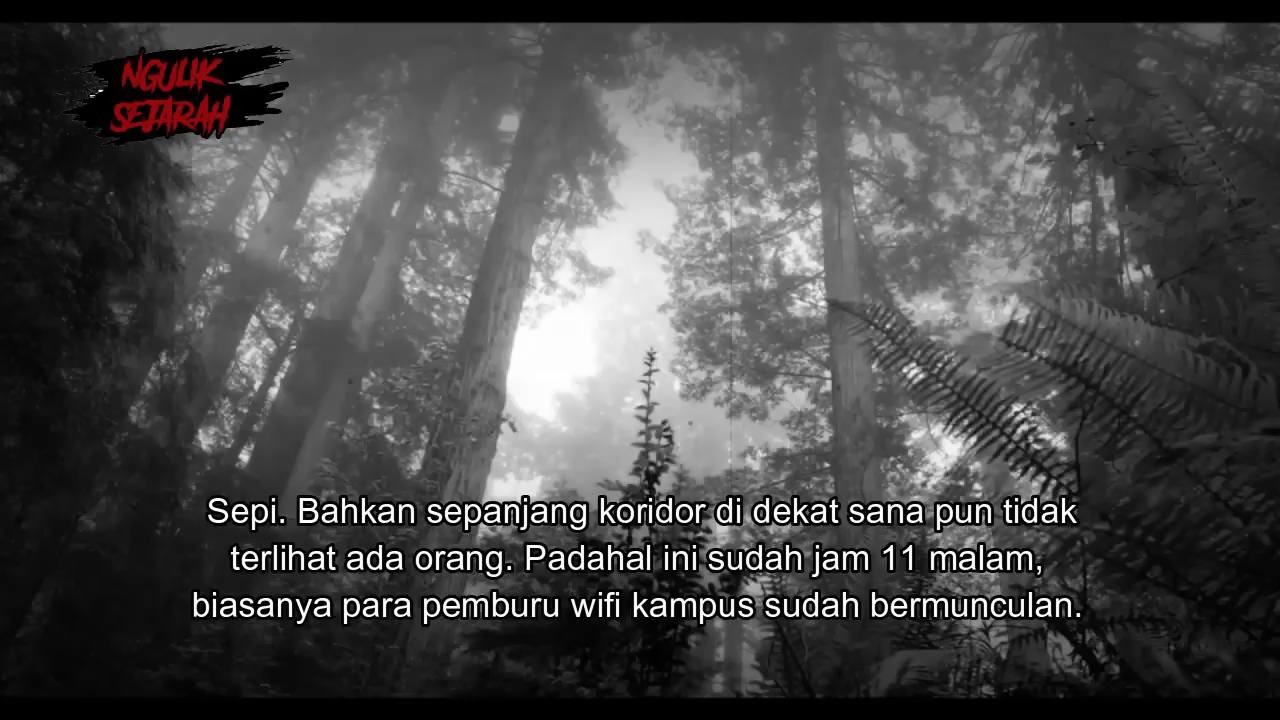 NGULIK
SEJARAH
Sepi. Bahkan sepanjang koridor di dekat sana pun tidak
terlihat ada orang. Padahal ini sudah jam 11 malam,
biasanya para pemburu wifi kampus sudah bermunculan.